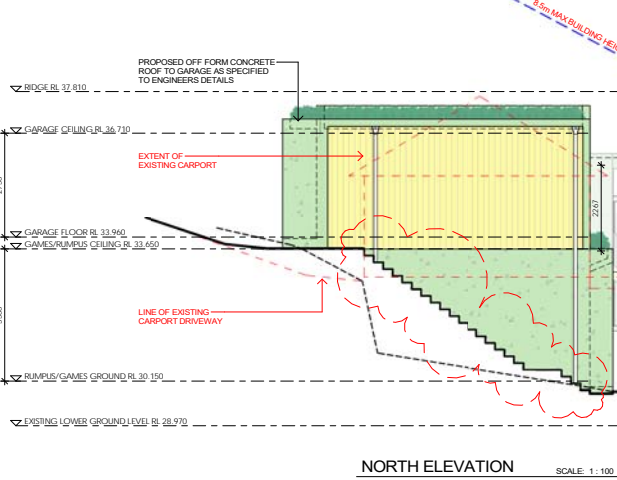 8.5m MAX BUILDING
PROPOSED OFF FORM CONCRETE
ROOF TO GARAGE AS SPECIFIED
TO ENGINEERS DETAILS
RIDGE RL 37.810
GARAGE CEILING RL 36.710
EXTENT OF
EXISTING CARPORT
2267
GARAGE FLOOR RL 33.960
GAMES/RUMPUS CEILING RL 33.650
LINE OF EXISTING
CARPORT DRIVEWAY
RUMPUS/GAMES GROUND RL 30.150
EXISTING LOWER GROUND LEVEL RL 28.970
NORTH ELEVATION
SCALE: 1 : 100